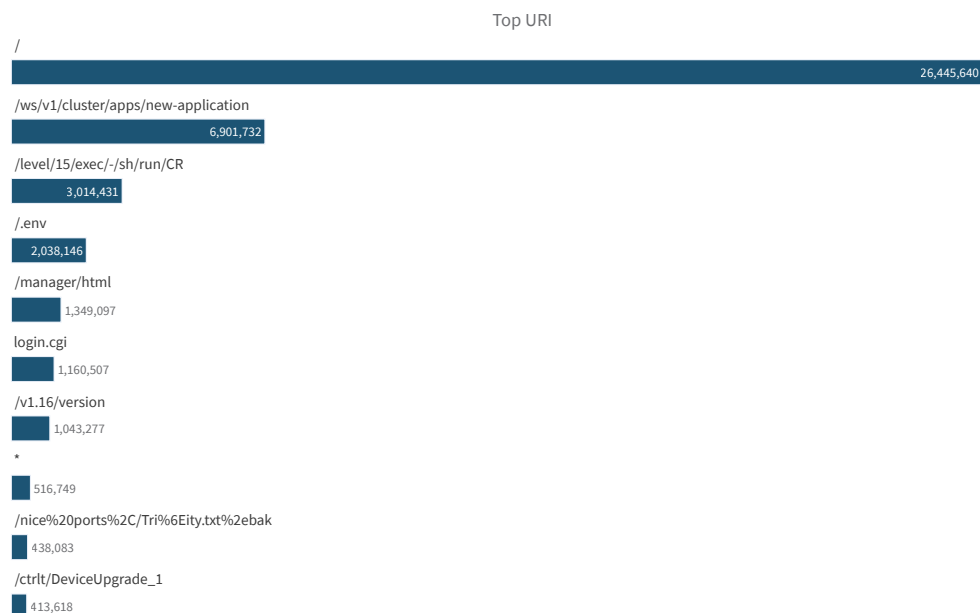 Top URI
/
26,445,640
/ws/v1/cluster/apps/new-application
6,901,732
/level/15/exec/-/sh/run/CR
3,014,431
/.env
2,038,146
/manager/html
1,349,097
login.cgi
1,160,507
/v1.16/version
1,043,277
*
516,749
/nice%20ports%2C/Tri%6Eity.txt%2ebak
438,083
/ctrlt/DeviceUpgrade_1
413,618